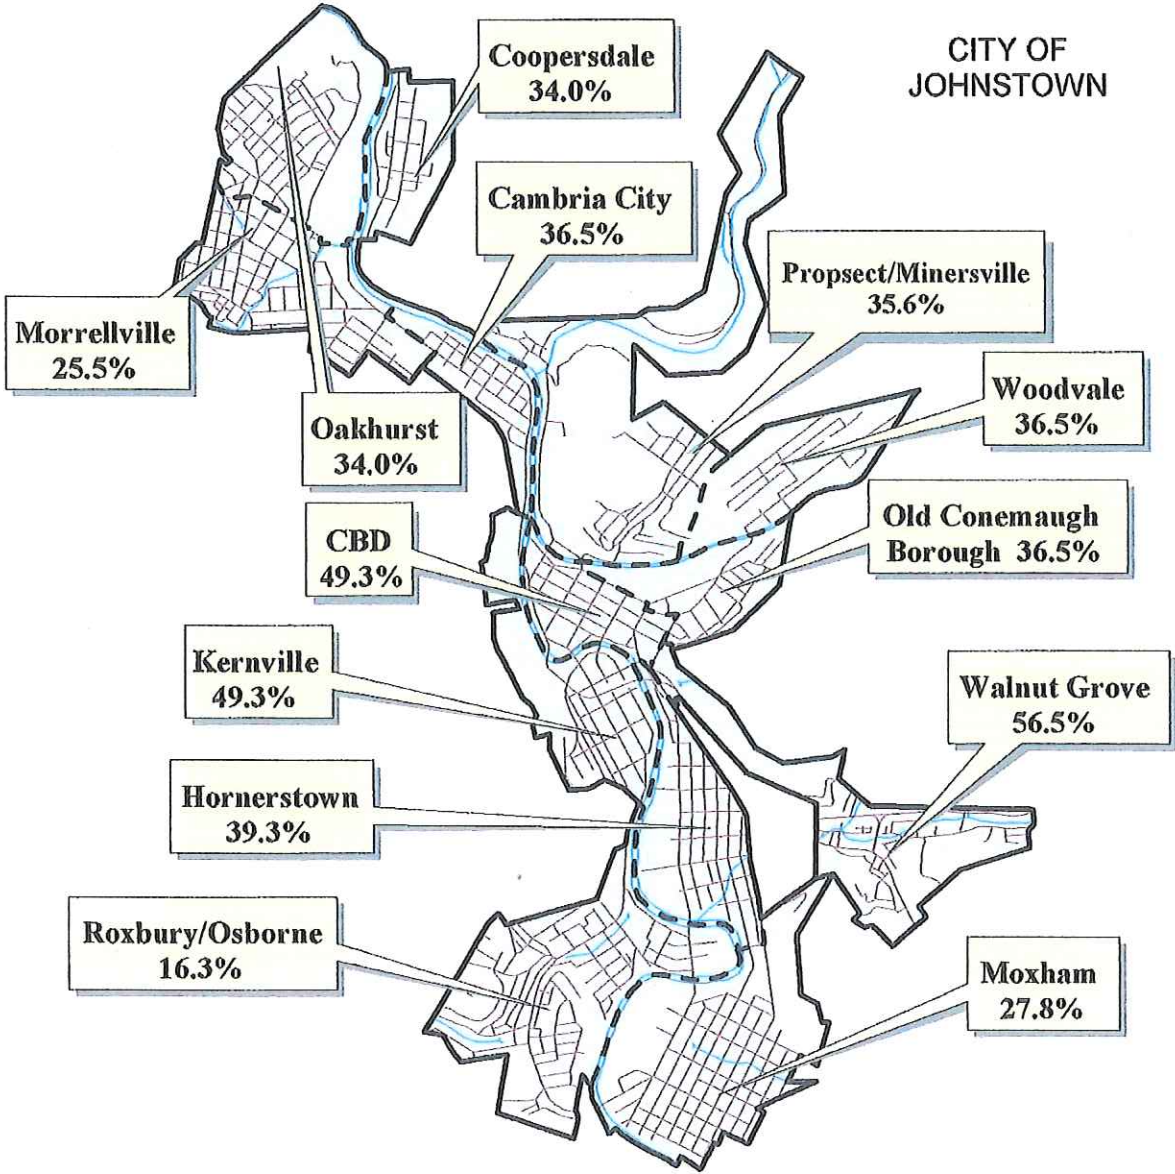 CITY OF
JOHNSTOWN
Coopersdale
34.0%
Cambria City
36.5%
Propsect/Minersville
35.6%
Morrellville
25.5%
Woodvale
36.5%
Oakhurst
34.0%
Old Conemaugh
Borough 36.5%
CBD
49.3%
Kernville
49.3%
Walnut Grove
56.5%
Hornerstown
39.3%
Roxbury/Osborne
16.3%
Moxham
27.8%